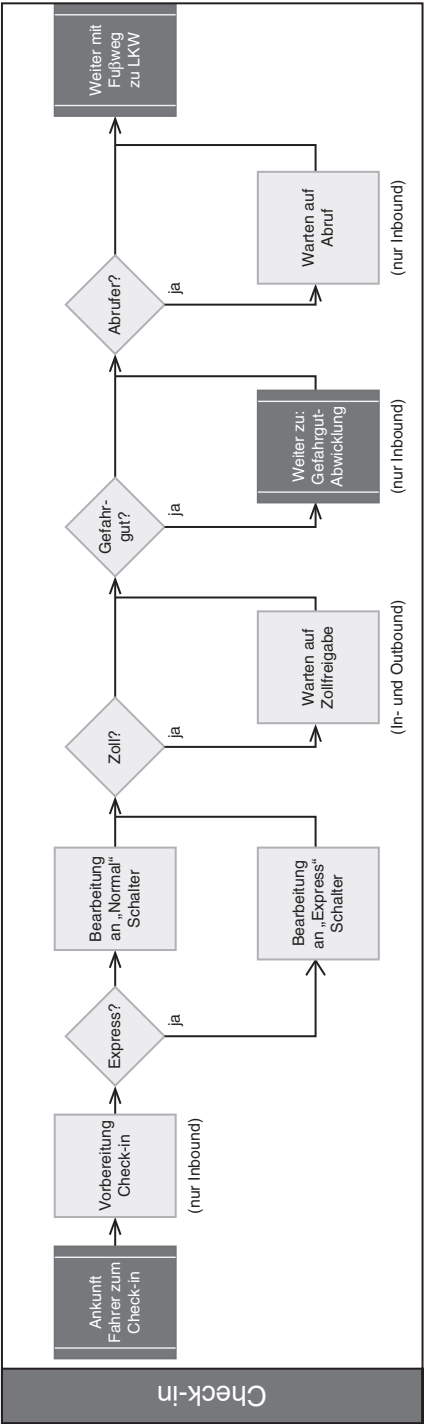 Check-in
Ankunft
Fahrer zum
Check-in
Vorbereitung
Check-in
(nur Inbound)
Express?
ja
Bearbeitung
an „Normal“
Schalter
Bearbeitung
an „Express“
Schalter
Zoll?
ja
Warten auf
Zollfreigabe
(In- und Outbound)
Gefahr-
gut?
ja
Weiter zu:
Gefahrgut-
Abwicklung
(nur Inbound)
Abrufer?
ja
Warten auf
Abruf
(nur Inbound)
Weiter mit
Fußweg
zu LKW